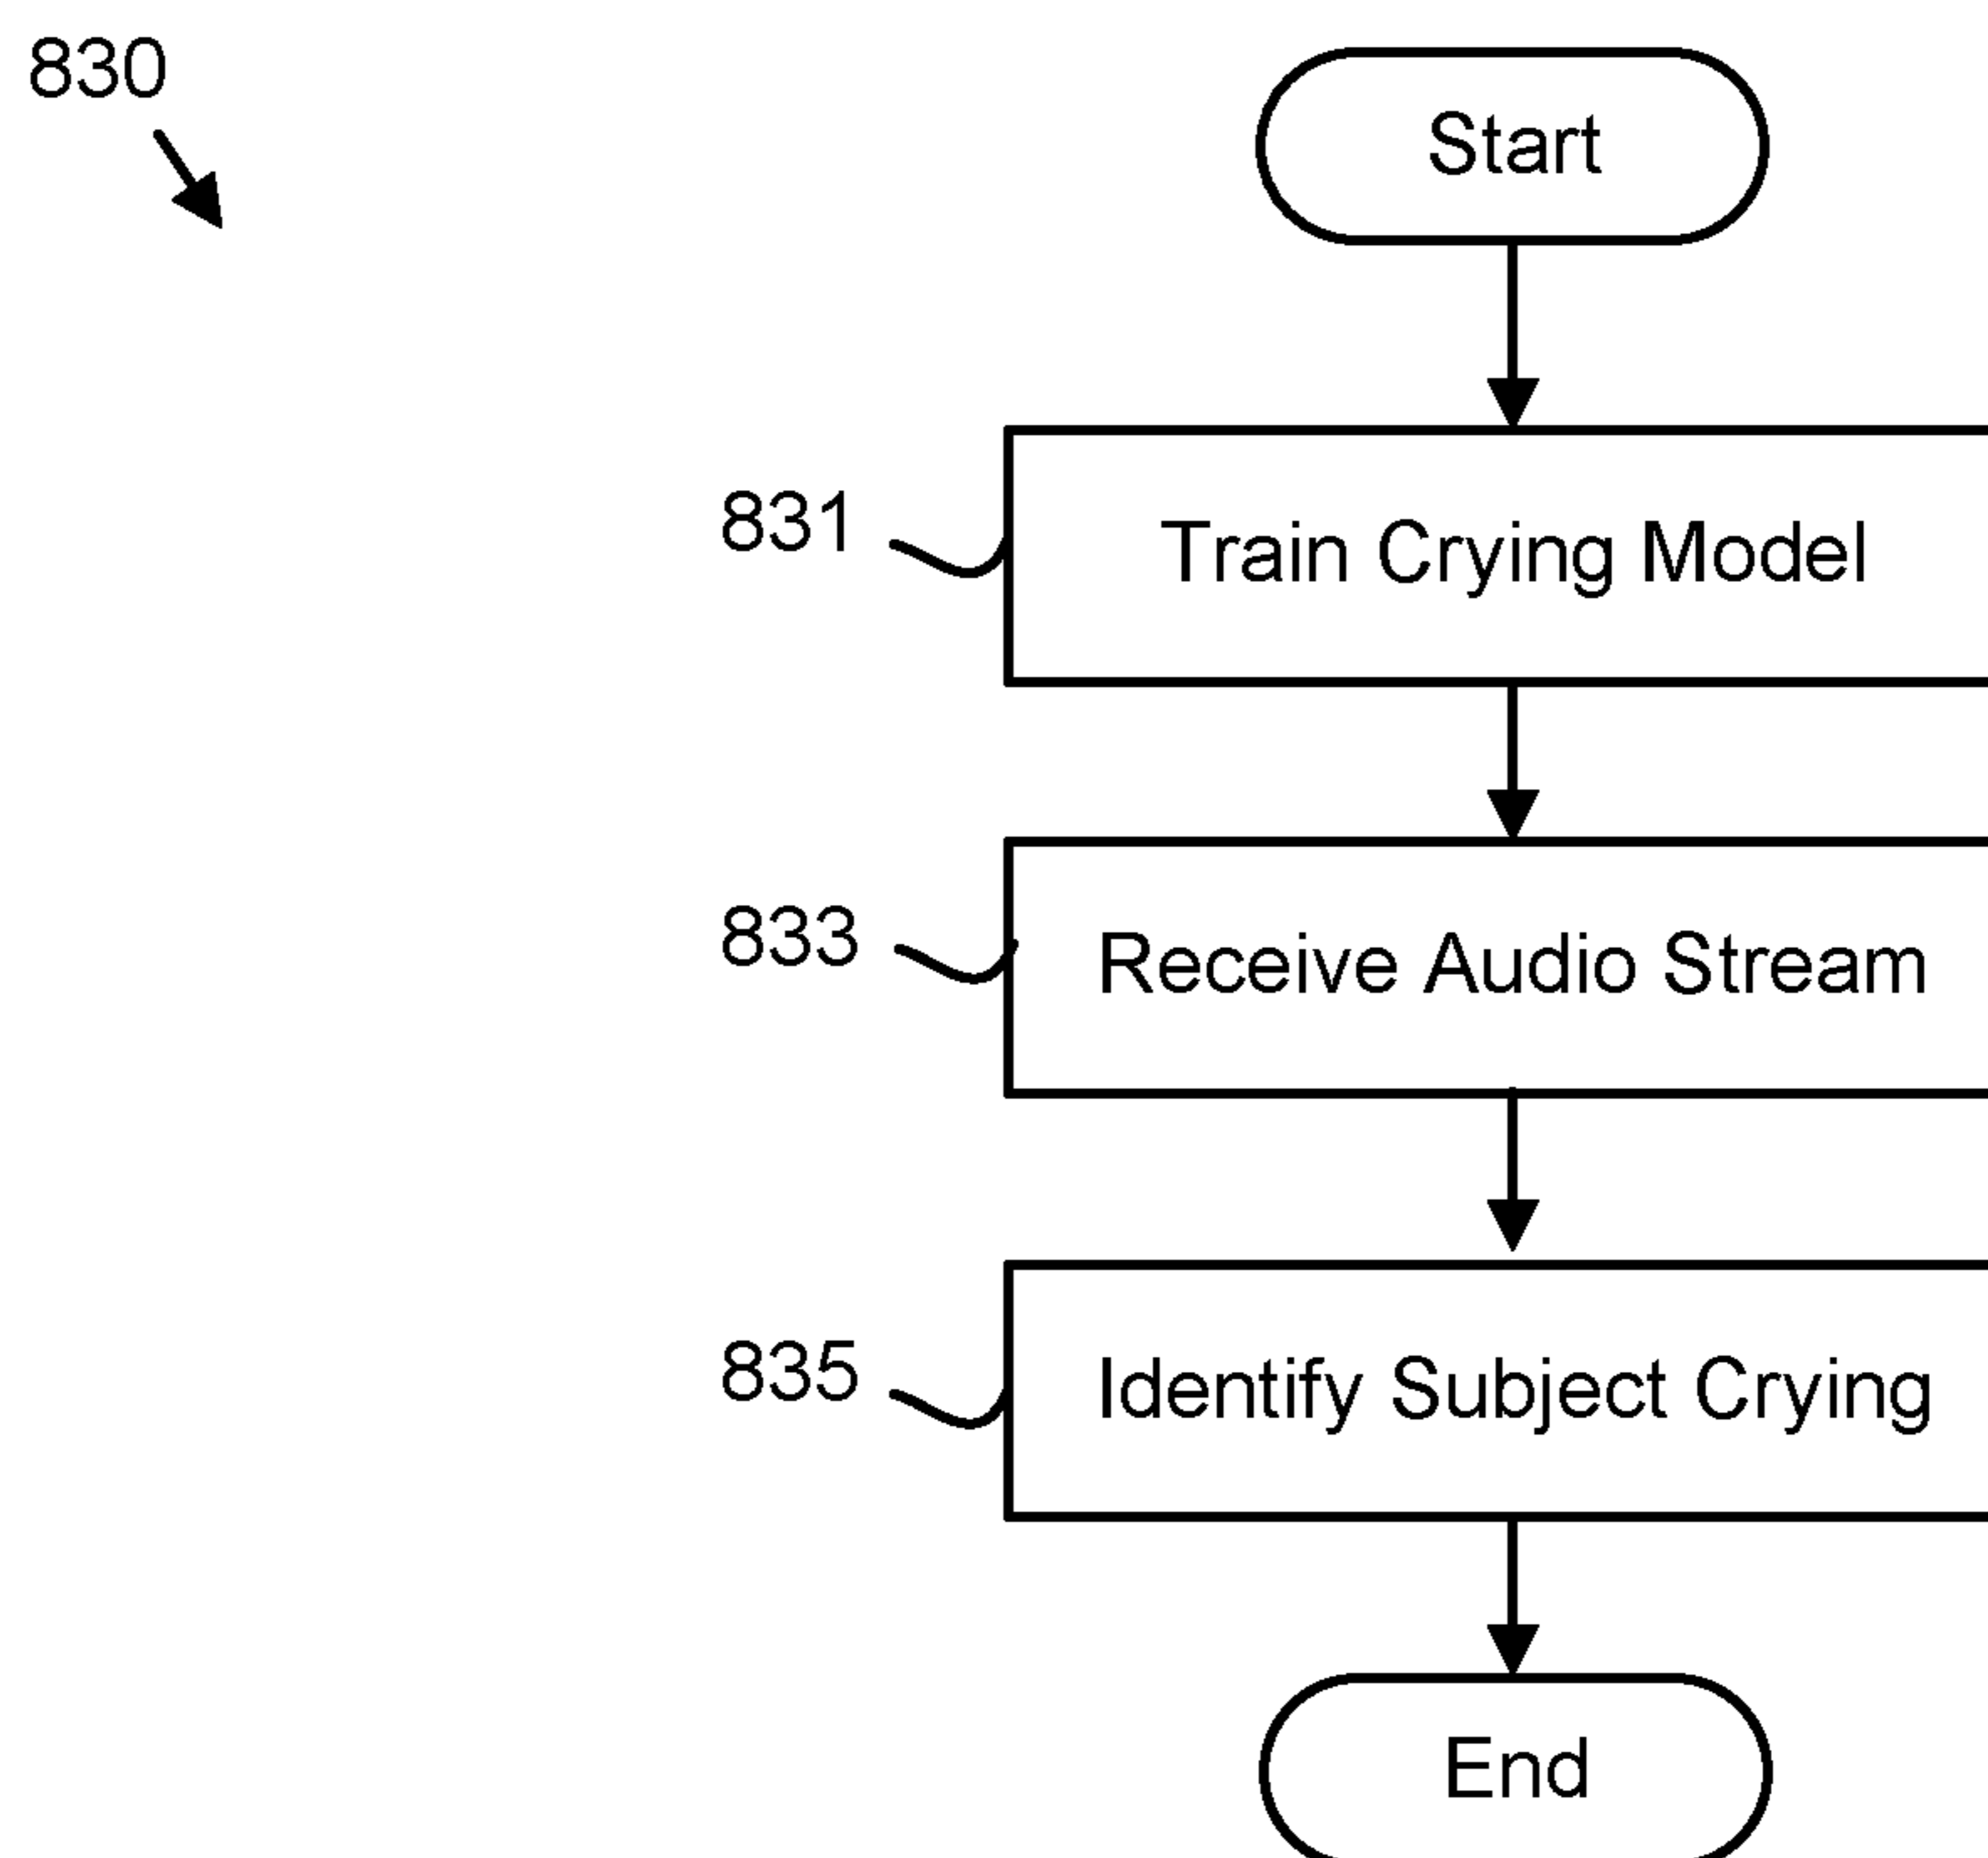 830
Start
831
Train Crying Model
833
Receive Audio Stream
835
Identify Subject Crying
End